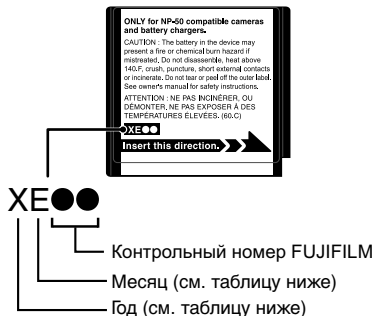 ONLY for NP-50 compatible cameras
and battery chargers.
CAUTION : The battery in the device may
present a fire or chemical burn hazard if
mistreated. Do not disassemble, heat above
140.F, crush, puncture, short external contacts
or incinerate. Do not tear or peel off the outer label.
See owner's manual for safety instructions.
ATTENTION : NE PAS INCINÉRER, OU
DÉMONTER, NE PAS EXPOSER À DES
TEMPÉRATURES ÉLEVÉES. (60.C)
XE●●
Insert this direction.
XE●●
Контрольный номер FUJIFILM
Месяц (см. таблицу ниже)
Год (см. таблицу ниже)